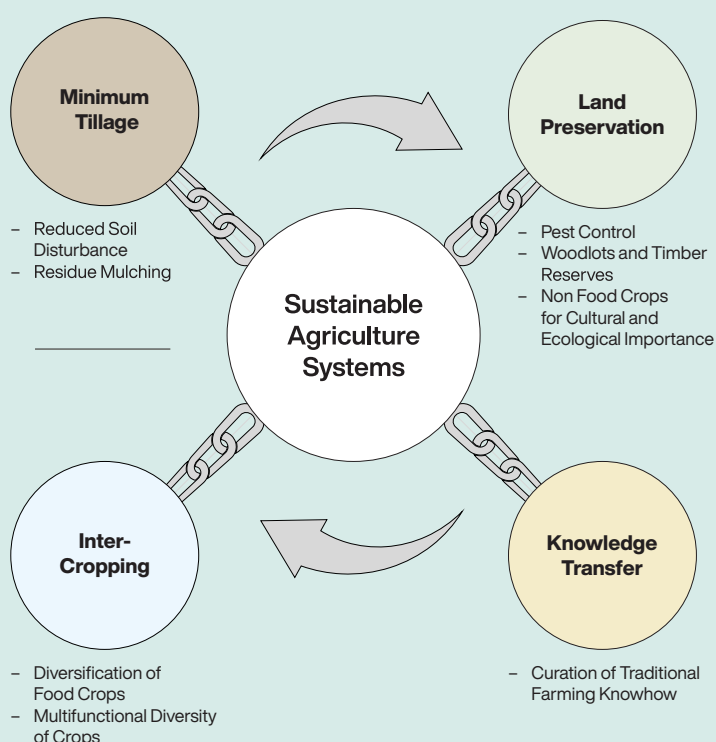 Minimum
Tillage
– Reduced Soil
Disturbance
– Residue Mulching
Land
Preservation
– Pest Control
– Woodlots and Timber
Reserves
– Non Food Crops
for Cultural and
Ecological Importance
Sustainable
Agriculture
Systems
Inter-
Cropping
– Diversification of
Food Crops
– Multifunctional Diversity
of Crops
Knowledge
Transfer
– Curation of Traditional
Farming Knowhow